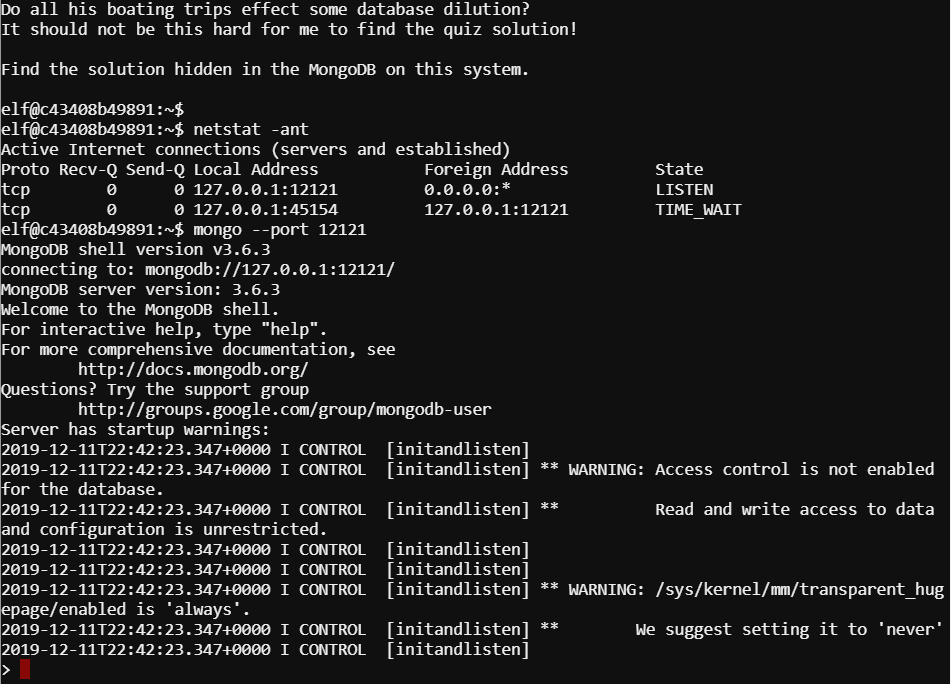 Do all his boating trips effect some database dilution?
It should not be this hard for me to find the quiz solution!
Find the solution hidden in the MongoDB on this system.
elf@c43408b49891:~$
elf@c43408b49891:~$ netstat -ant
Active Internet connections (servers and established)
Proto Recv-Q Send-Q Local Address           Foreign Address         State
tcp        0      0 127.0.0.1:12121         0.0.0.0:*               LISTEN
tcp        0      0 127.0.0.1:45154         127.0.0.1:12121         TIME_WAIT
elf@c43408b49891:~$ mongo --port 12121
MongoDB shell version v3.6.3
connecting to: mongodb://127.0.0.1:12121/
MongoDB server version: 3.6.3
Welcome to the MongoDB shell.
For interactive help, type "help".
For more comprehensive documentation, see
        http://docs.mongodb.org/
Questions? Try the support group
        http://groups.google.com/group/mongodb-user
Server has startup warnings:
2019-12-11T22:42:23.347+0000 I CONTROL  [initandlisten]
2019-12-11T22:42:23.347+0000 I CONTROL  [initandlisten] ** WARNING: Access control is not enabled
for the database.
2019-12-11T22:42:23.347+0000 I CONTROL  [initandlisten] **          Read and write access to data
and configuration is unrestricted.
2019-12-11T22:42:23.347+0000 I CONTROL  [initandlisten]
2019-12-11T22:42:23.347+0000 I CONTROL  [initandlisten]
2019-12-11T22:42:23.347+0000 I CONTROL  [initandlisten] ** WARNING: /sys/kernel/mm/transparent_hug
epage/enabled is 'always'.
2019-12-11T22:42:23.347+0000 I CONTROL  [initandlisten] **        We suggest setting it to 'never'
2019-12-11T22:42:23.347+0000 I CONTROL  [initandlisten]
>